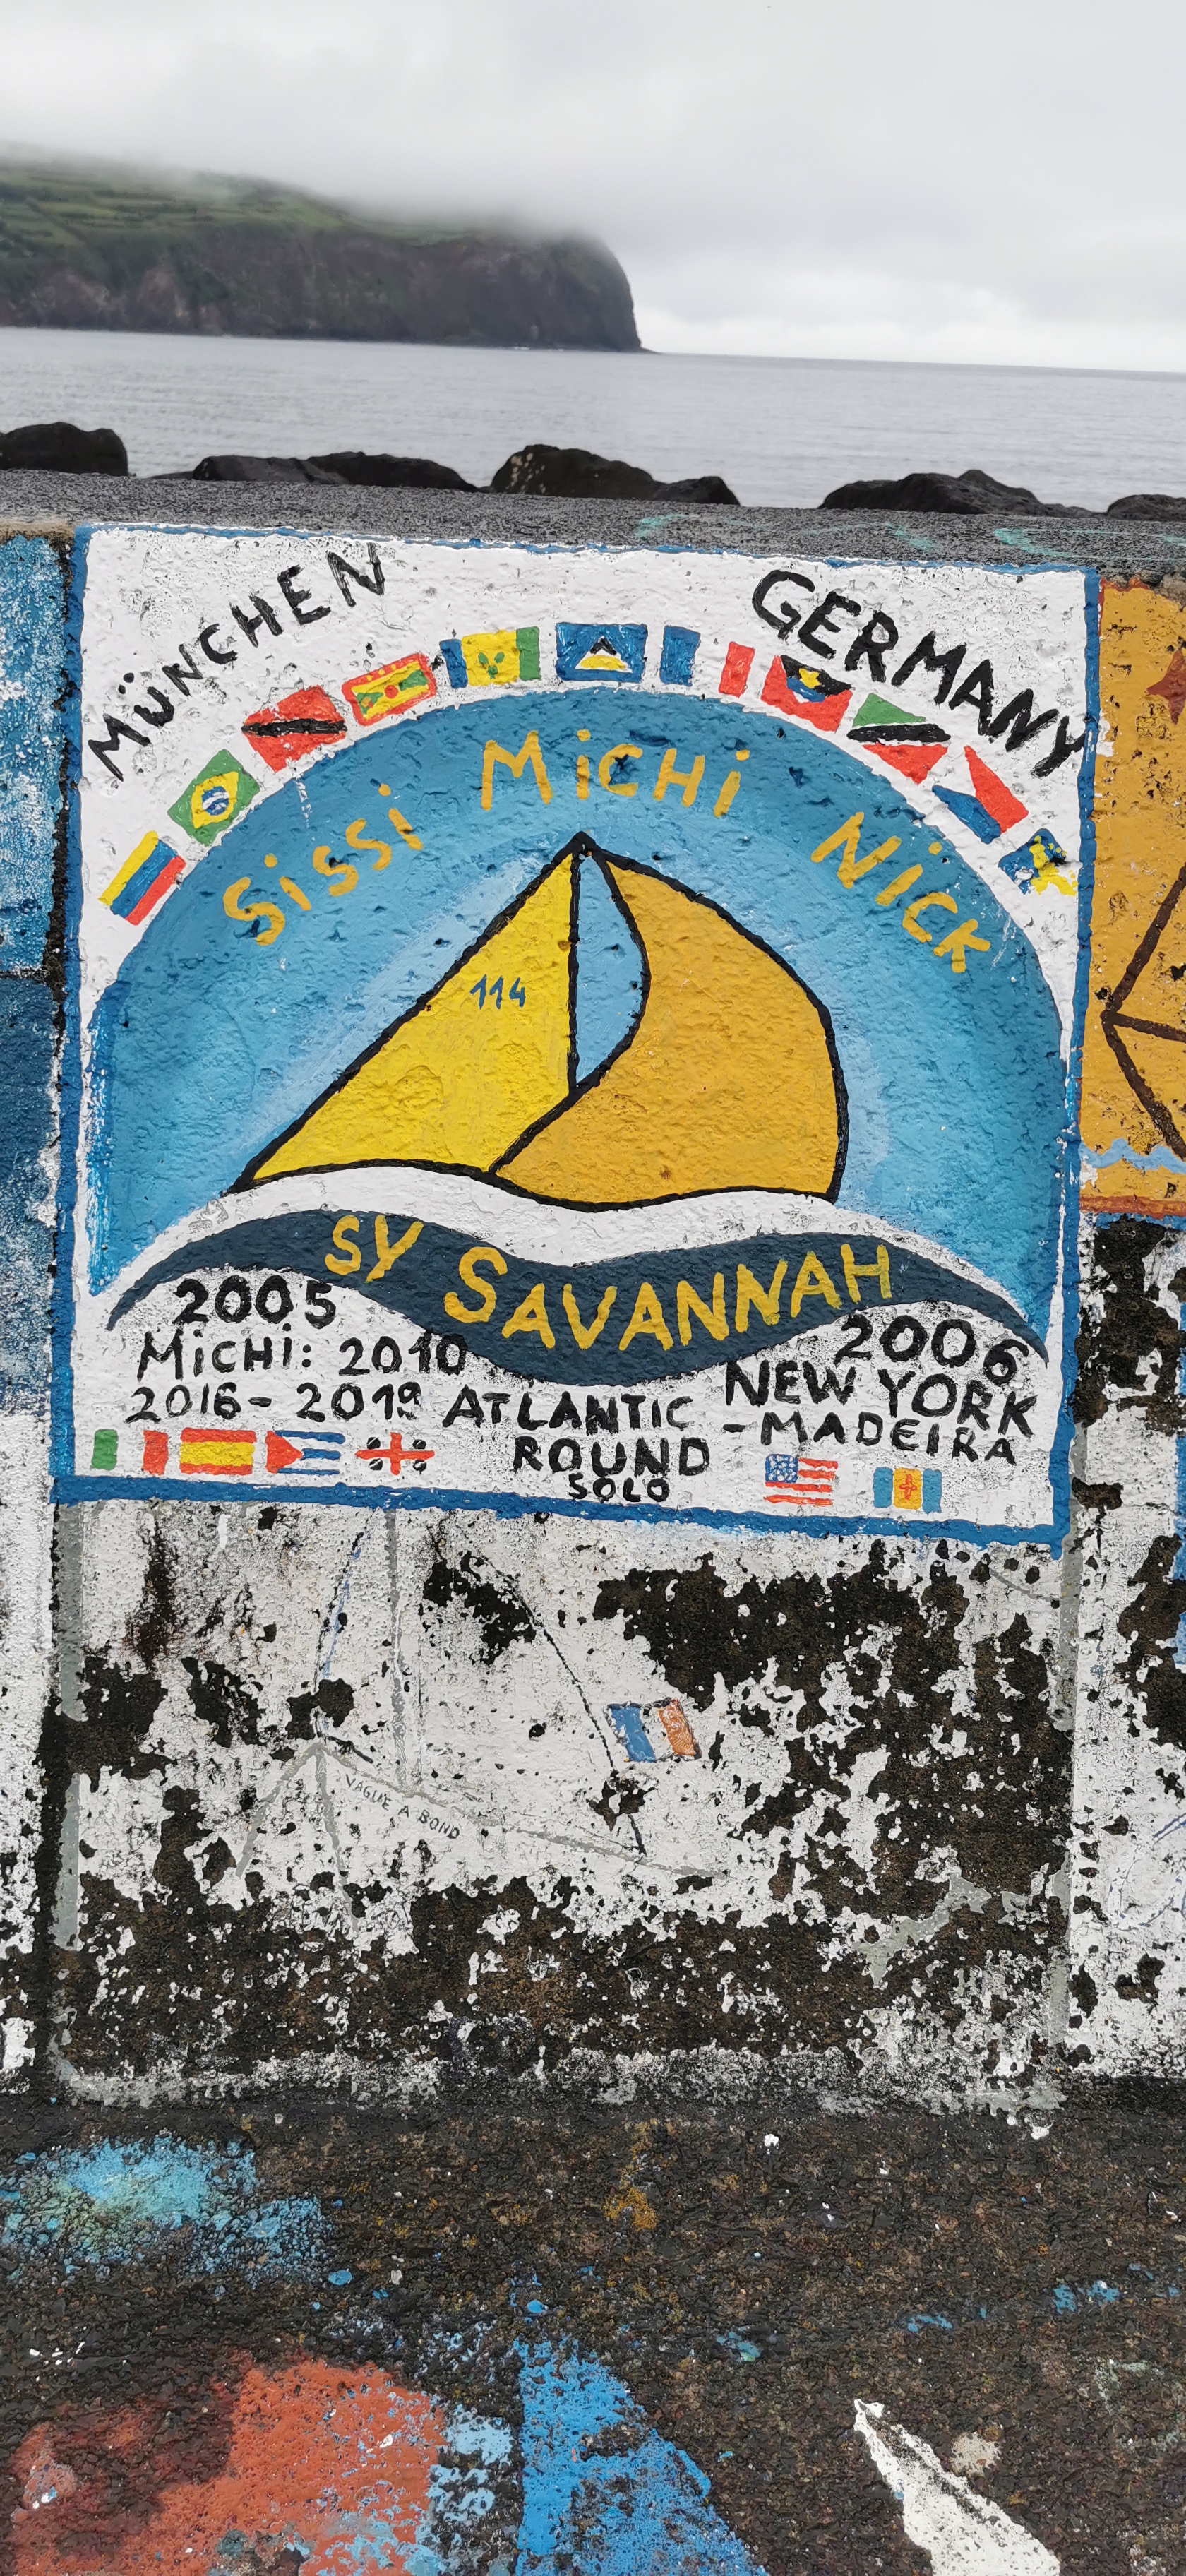 MÜNCHEN GERMANY
Sissi MiCHi NiCK
114
SY SAVANNAH
2005
MiCHi: 2010
2016- 2019
ATLANTIC
ROUND
SOLO
2006
NEW YORK
-MADEIRA
VAGUE A BOND